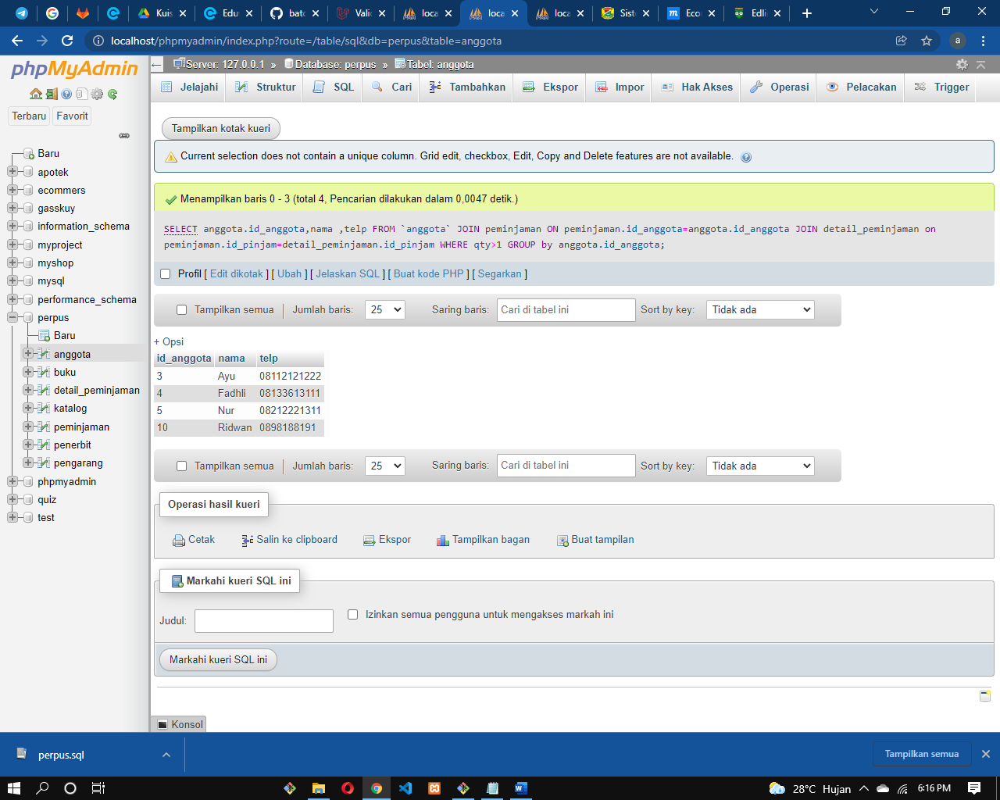 Kuis
Edu
bato
Valid
loca
loca
loca
Siste
Ecom
Edlin
localhost/phpmyadmin/index.php?route=/table/sql&db=perpus&table=anggota
a
phpMyAdmin
Terbaru
Favorit
Baru
apotek
ecommers
gasskuy
information_schema
myproject
myshop
mysql
performance_schema
perpus
Baru
anggota
buku
detail_peminjaman
katalog
peminjaman
penerbit
pengarang
phpmyadmin
quiz
test
Server: 127.0.0.1 » Database: perpus » Tabel: anggota
Jelajahi Struktur SQL Cari Tambahkan Ekspor Impor Hak Akses Operasi Pelacakan Trigger
Tampilkan kotak kueri
Current selection does not contain a unique column. Grid edit, checkbox, Edit, Copy and Delete features are not available.
Menampilkan baris 0 - 3 (total 4, Pencarian dilakukan dalam 0,0047 detik.)
SELECT anggota.id_anggota,nama ,telp FROM `anggota` JOIN peminjaman ON peminjaman.id_anggota=anggota.id_anggota JOIN detail_peminjaman on
peminjaman.id_pinjam=detail_peminjaman.id_pinjam WHERE qty>1 GROUP by anggota.id_anggota;
Profil [ Edit dikotak ] [ Ubah ] [ Jelaskan SQL ] [ Buat kode PHP ] [ Segarkan ]
Tampilkan semua | Jumlah baris: 25 Saring baris: Cari di tabel ini Sort by key: Tidak ada
+ Opsi
id_anggota nama telp
3 Ayu 08112121222
4 Fadhli 08133613111
5 Nur 08212221311
10 Ridwan 0898188191
Tampilkan semua | Jumlah baris: 25 Saring baris: Cari di tabel ini Sort by key: Tidak ada
Operasi hasil kueri
Cetak Salin ke clipboard Ekspor Tampilkan bagan Buat tampilan
Markahi kueri SQL ini
Judul: Izinkan semua pengguna untuk mengakses markah ini
Markahi kueri SQL ini
Konsol
perpus.sql
Tampilkan semua
28°C Hujan 6:16 PM